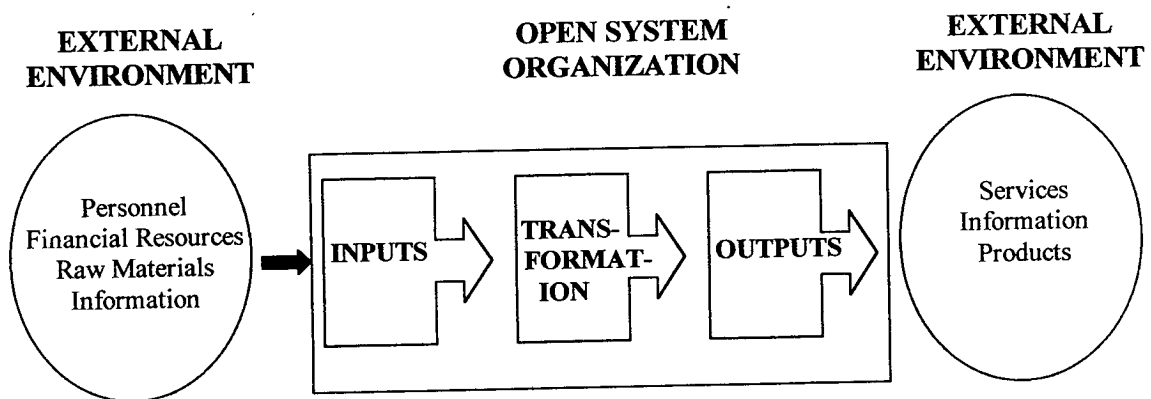 EXTERNAL
ENVIRONMENT
OPEN SYSTEM
ORGANIZATION
EXTERNAL
ENVIRONMENT
Personnel
Financial Resources
Raw Materials
Information
INPUTS
TRANS-
FORMAT-
ION
OUTPUTS
Services
Information
Products